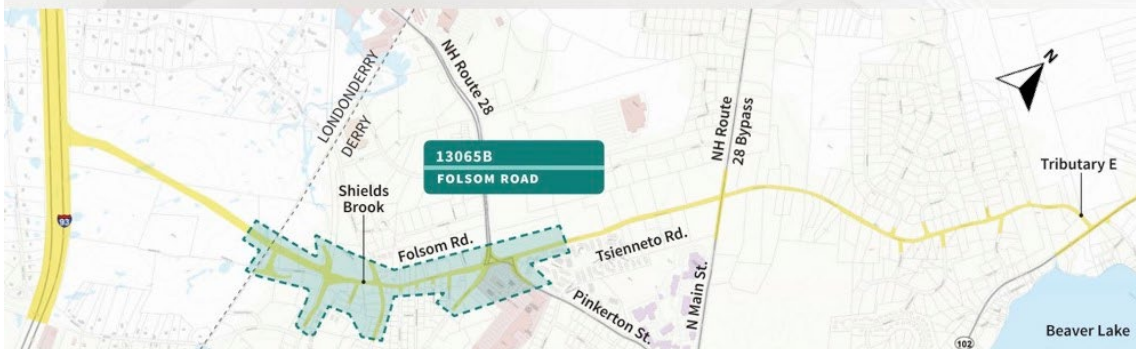 LONDONDERRY
DERRY
NH Route 28
13065B
FOLSOM ROAD
Shields
Brook
Folsom Rd.
Tsienneto Rd.
Pinkerton St.
N Main St.
NH Route
28 Bypass
N
Tributary E
Beaver Lake
102
93